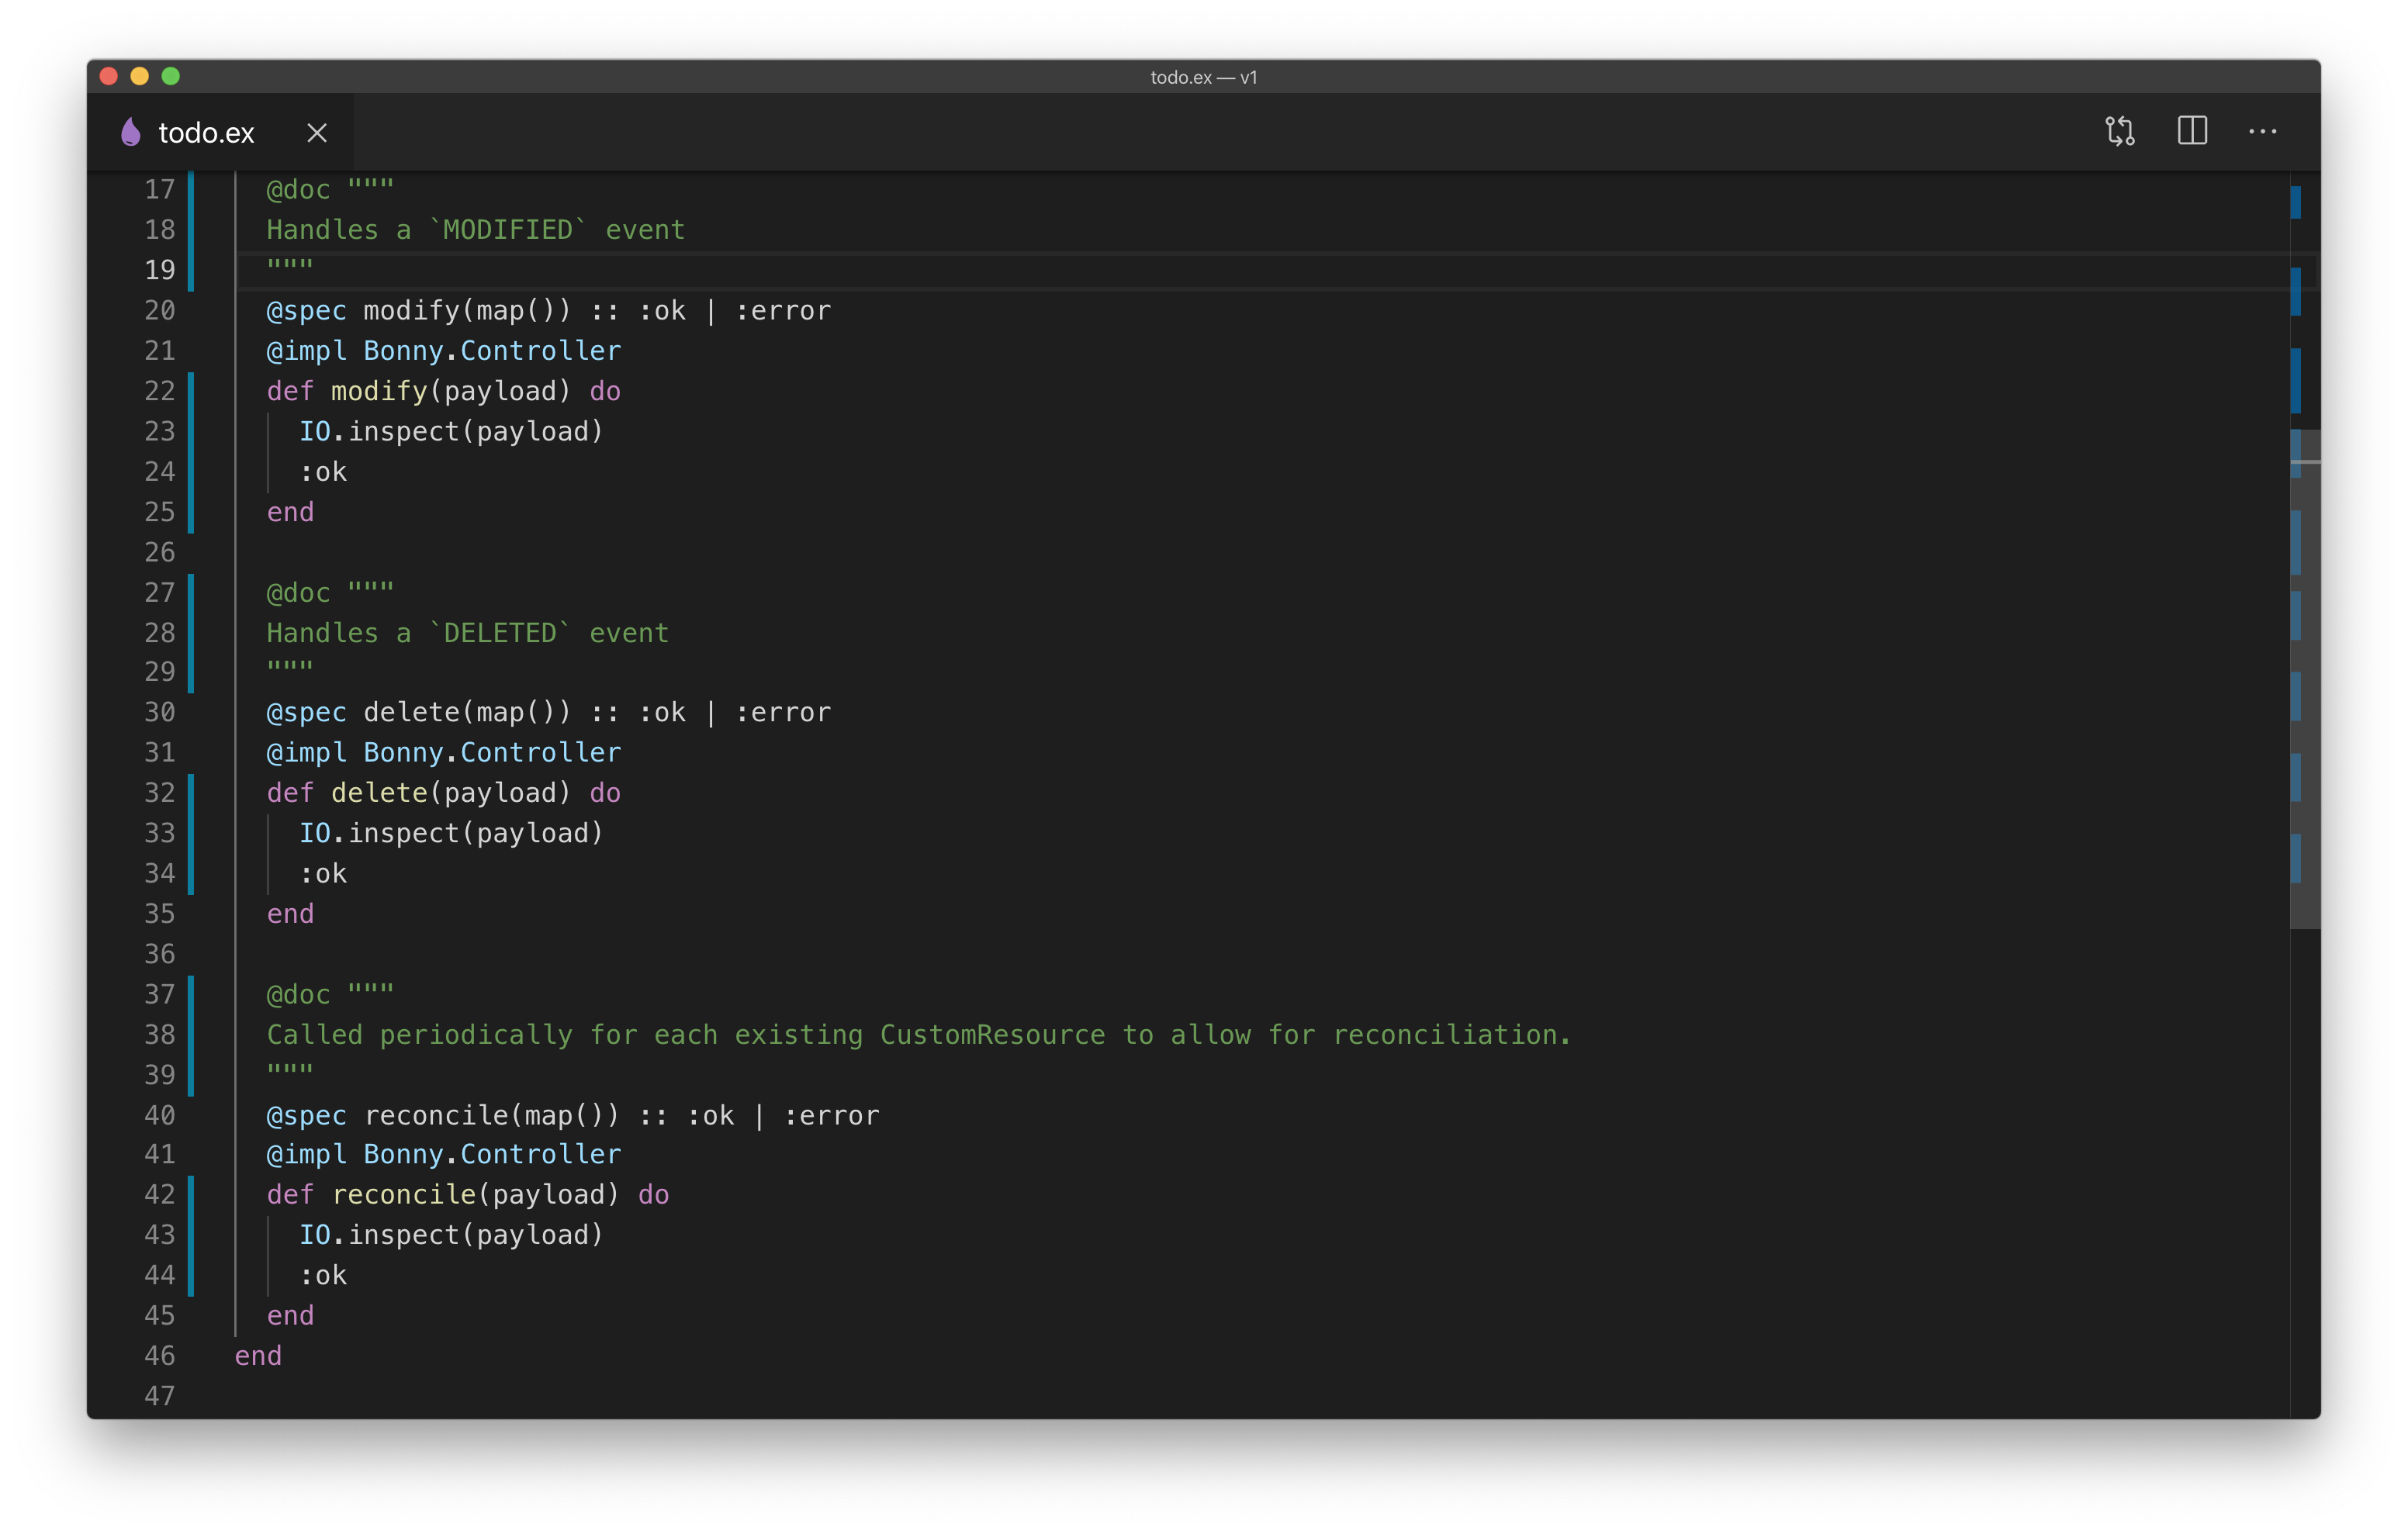 todo.ex — v1
todo.ex
17 @doc """
18 Handles a `MODIFIED` event
19 """
20 @spec modify(map()) :: :ok | :error
21 @impl Bonny.Controller
22 def modify(payload) do
23 IO.inspect(payload)
24 :ok
25 end
26
27 @doc """
28 Handles a `DELETED` event
29 """
30 @spec delete(map()) :: :ok | :error
31 @impl Bonny.Controller
32 def delete(payload) do
33 IO.inspect(payload)
34 :ok
35 end
36
37 @doc """
38 Called periodically for each existing CustomResource to allow for reconciliation.
39 """
40 @spec reconcile(map()) :: :ok | :error
41 @impl Bonny.Controller
42 def reconcile(payload) do
43 IO.inspect(payload)
44 :ok
45 end
46 end
47